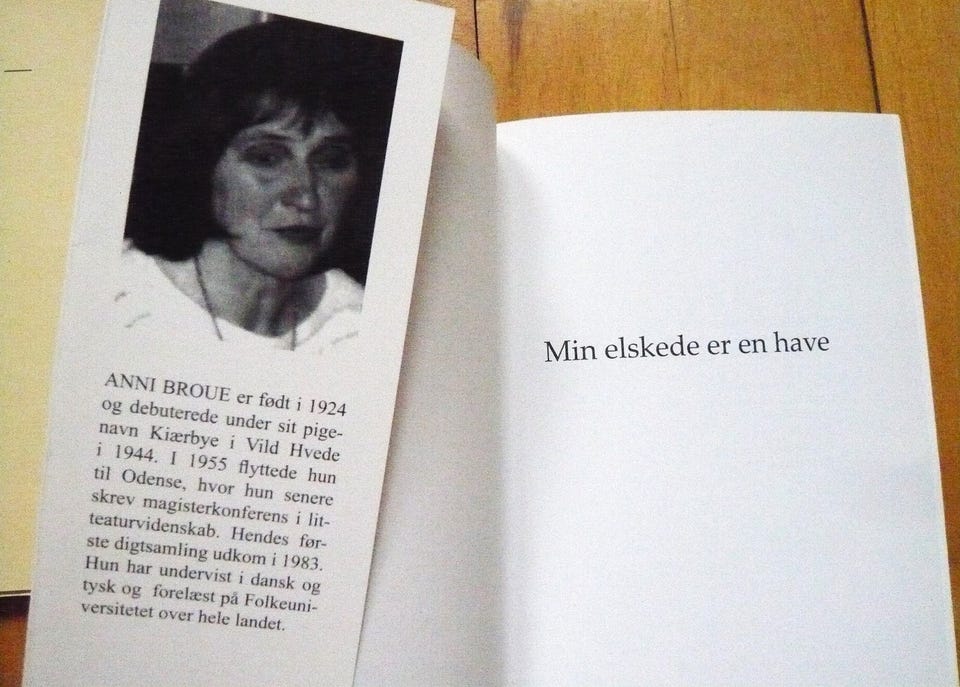 ANNI BROUE er født i 1924
og debuterede under sit pige-
navn Kiærbye i Vild Hvede
i 1944. I 1955 flyttede hun
til Odense, hvor hun senere
skrev magisterkonferens i lit-
teaturvidenskab. Hendes før-
ste digtsamling udkom i 1983.
Hun har undervist i dansk og
tysk og forelæst på Folkeuni-
versitetet over hele landet.
Min elskede er en have